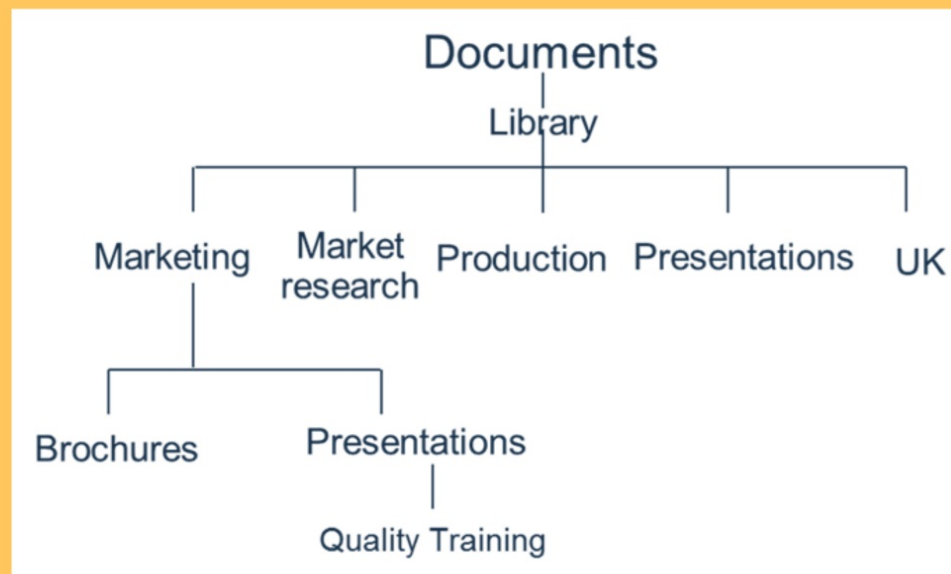 Documents
Library
Marketing
Market
research
Production
Presentations
UK
Brochures
Presentations
Quality Training